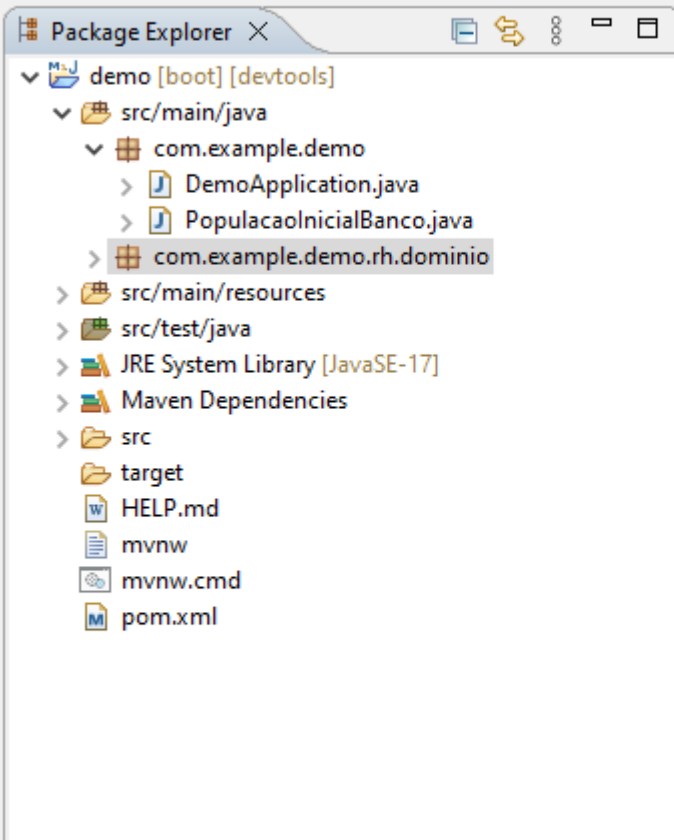 Package Explorer
demo [boot] [devtools]
src/main/java
com.example.demo
DemoApplication.java
PopulacaoInicialBanco.java
com.example.demo.rh.dominio
src/main/resources
src/test/java
JRE System Library [JavaSE-17]
Maven Dependencies
src
target
HELP.md
mvnw
mvnw.cmd
pom.xml